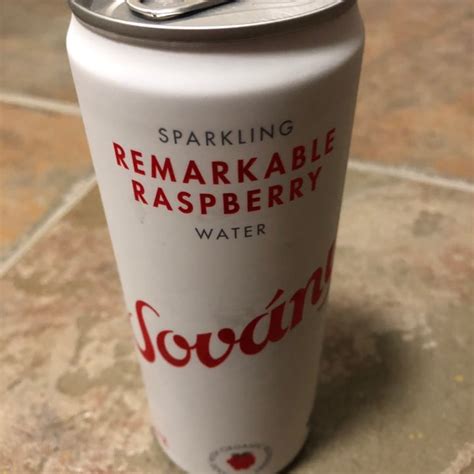 SPARKLING
REMARKABLE
RASPBERRY
WATER
Sovány